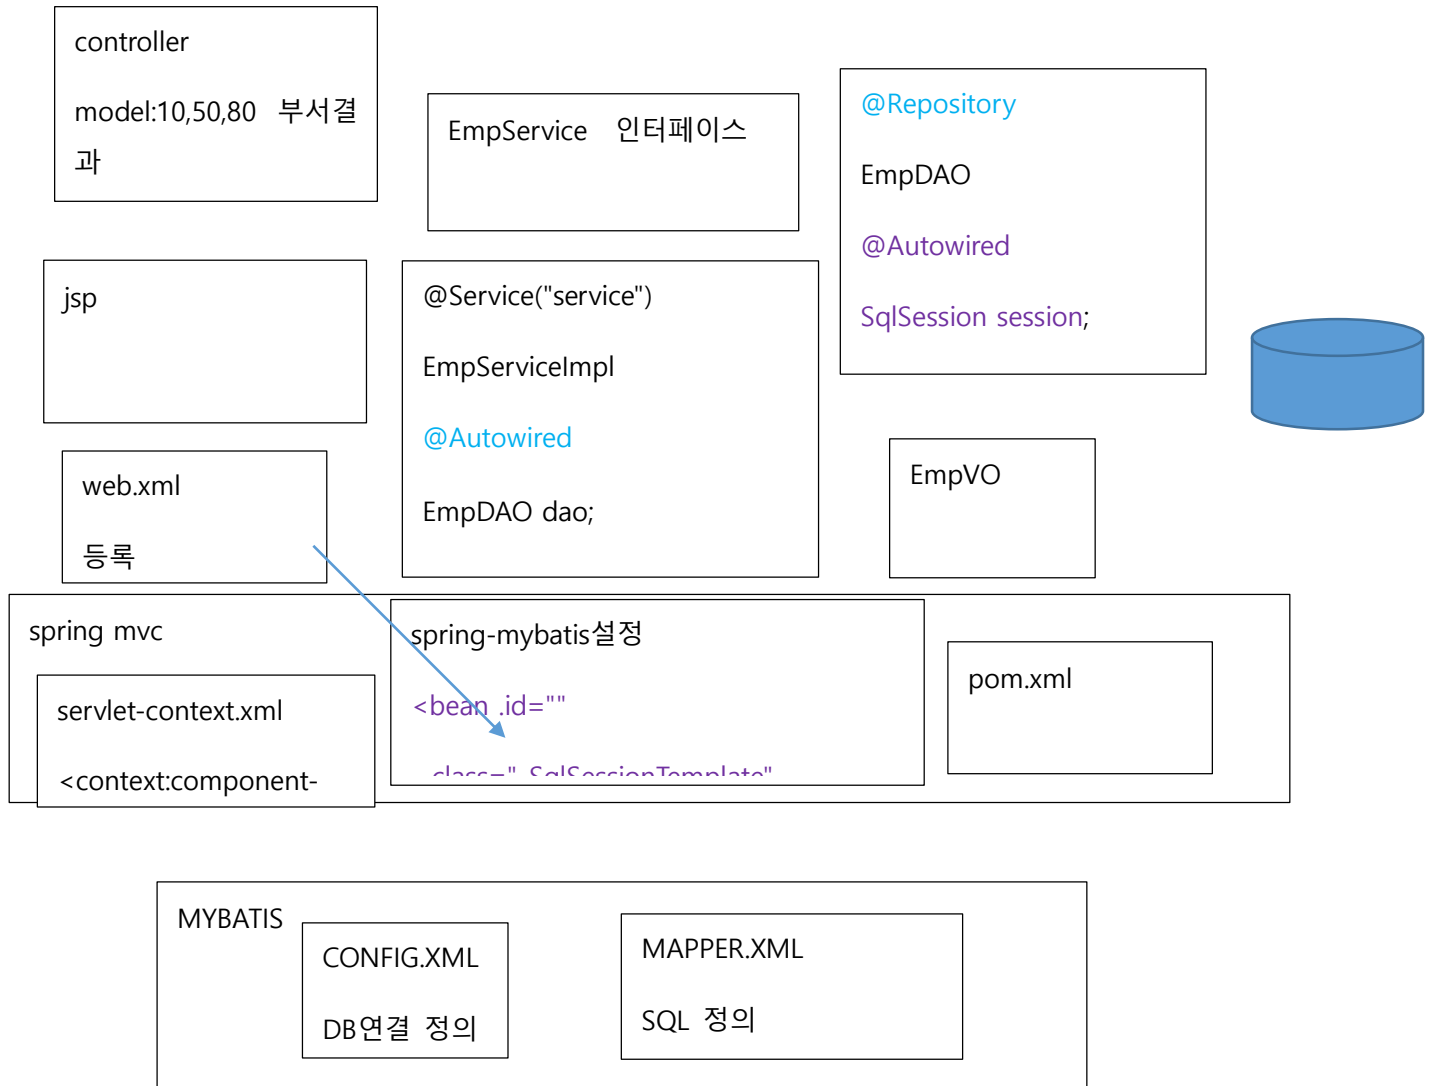 controller
model:10,50,80 부서결
과
EmpService 인터페이스
@Repository
EmpDAO
@Autowired
SqlSession session;
jsp
@Service("service")
EmpServiceImpl
@Autowired
EmpDAO dao;
web.xml
등록
EmpVO
spring mvc
servlet-context.xml
<context:component-
spring-mybatis설정
<bean .id=""
class=" SqlSessionTemplate"
pom.xml
MYBATIS
CONFIG.XML
DB연결 정의
MAPPER.XML
SQL 정의